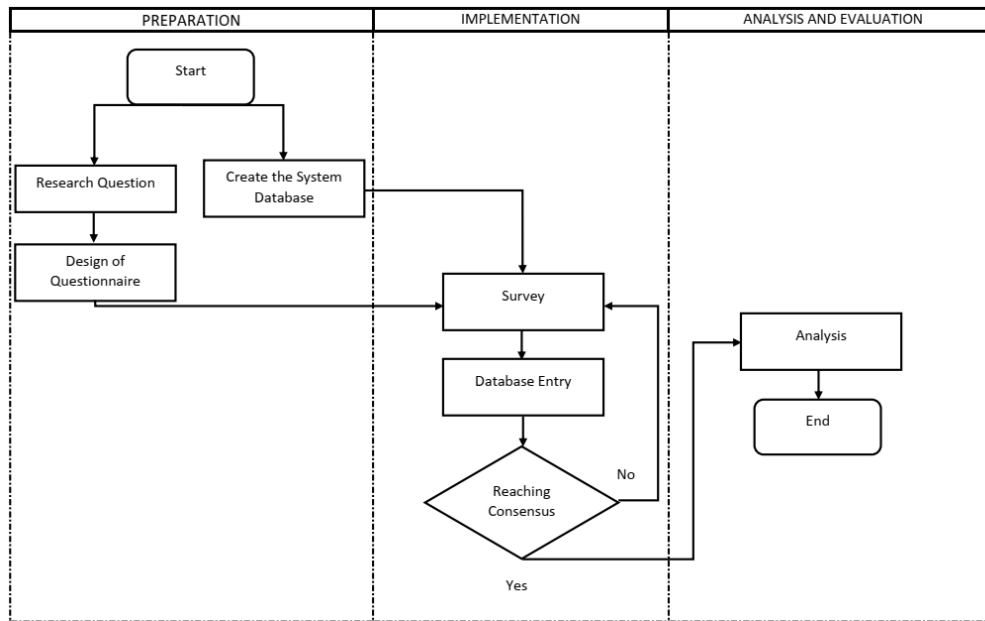 PREPARATION
IMPLEMENTATION
ANALYSIS AND EVALUATION
Start
Research Question
Create the System
Database
Design of
Questionnaire
Survey
Database Entry
Reaching
Consensus
No
Yes
Analysis
End